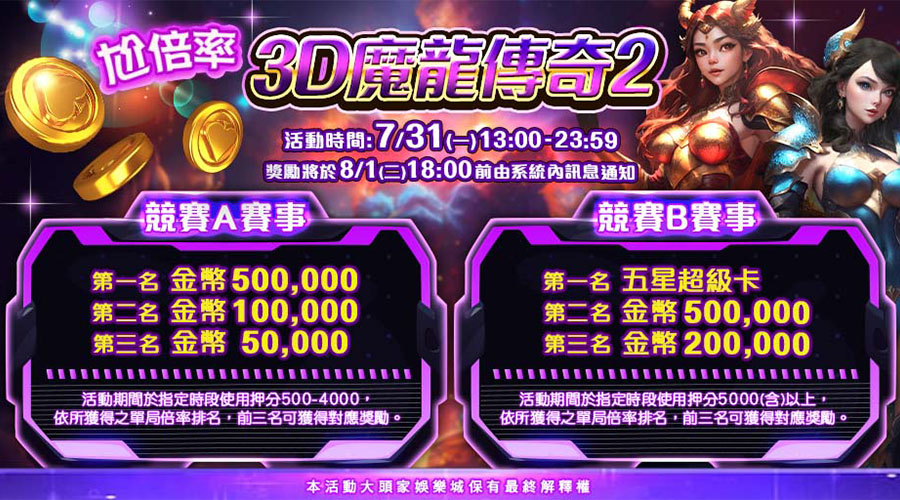 尬倍率
3D魔龍傳奇2
活動時間:7/31(一)13:00-23:59
獎勵將於8/1(二)18:00前由系統內訊息通知
競賽A賽事
第一名 金幣500,000
第二名 金幣100,000
第三名 金幣 50,000
活動期間於指定時段使用押分500-4000，
依所獲得之單局倍率排名，前三名可獲得對應獎勵。
競賽B賽事
第一名 五星超級卡
第二名 金幣500,000
第三名 金幣200,000
活動期間於指定時段使用押分5000(含)以上，
依所獲得之單局倍率排名，前三名可獲得對應獎勵。
本活動大頭家娛樂城保有最終解釋權